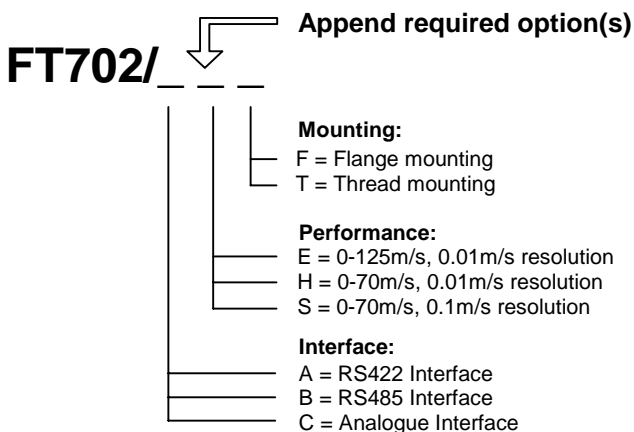 Append required option(s)
FT702/_ _ _
Mounting:
F = Flange mounting
T = Thread mounting
Performance:
E = 0-125m/s, 0.01m/s resolution
H = 0-70m/s, 0.01m/s resolution
S = 0-70m/s, 0.1m/s resolution
Interface:
A = RS422 Interface
B = RS485 Interface
C = Analogue Interface